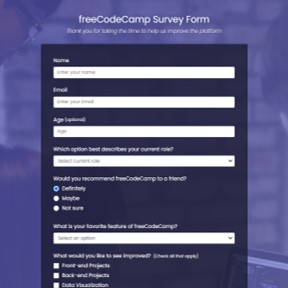 freeCodeCamp Survey Form
Thank you for taking the time to help us improve the platform
Name
Enter your name
Email
Enter your Email
Age (optional)
Age
Which option best describes your current role?
Select current role
Would you recommend freeCodeCamp to a friend?
Definitely
Maybe
Not sure
What is your favorite feature of freeCodeCamp?
Select an option
What would you like to see improved? (Check all that apply)
Front-end Projects
Back-end Projects
Data Visualization